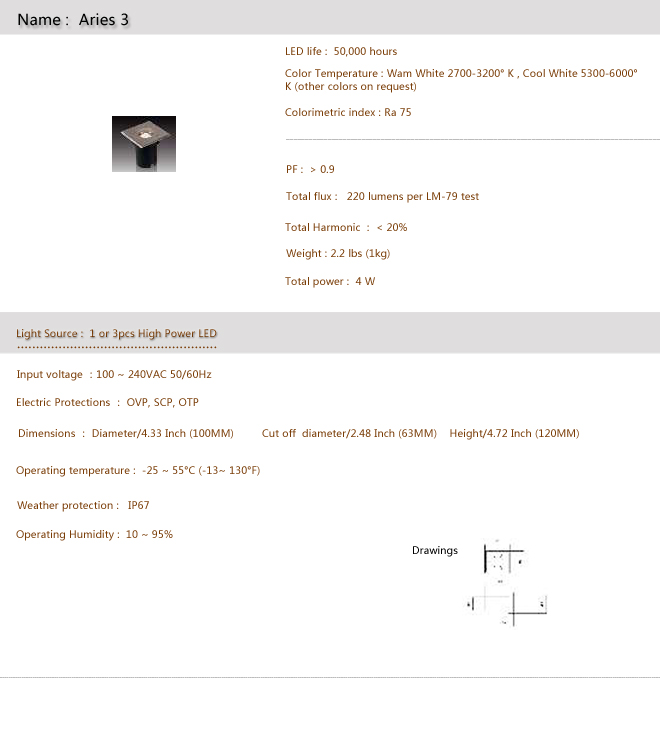 Name :  Aries 3
LED life :  50,000 hours
Color Temperature : Wam White 2700-3200° K , Cool White 5300-6000°
K (other colors on request)
Colorimetric index : Ra 75
PF :  > 0.9
Total flux :  220 lumens per LM-79 test
Total Harmonic  :  < 20%
Weight : 2.2 lbs (1kg)
Total power :  4 W
Light Source :  1 or 3pcs High Power LED
Input voltage  : 100 ~ 240VAC 50/60Hz
Electric Protections  :  OVP, SCP, OTP
Dimensions  :  Diameter/4.33 Inch (100MM)  Cut off  diameter/2.48 Inch (63MM)  Height/4.72 Inch (120MM)
Operating temperature :  -25 ~ 55°C (-13~ 130°F)
Weather protection :  IP67
Operating Humidity :  10 ~ 95%
Drawings